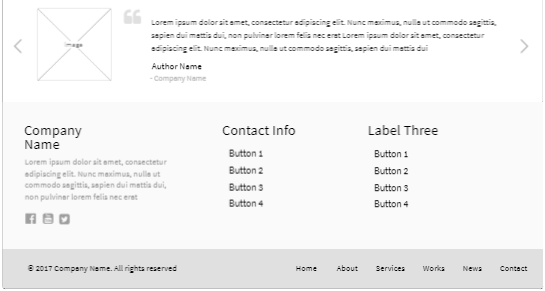 Image
Lorem ipsum dolor sit amet, consectetur adipiscing elit. Nunc maximus, nulla ut commodo sagittis,
sapien dui mattis dui, non pulvinar lorem felis nec erat Lorem ipsum dolor sit amet, consectetur
adipiscing elit. Nunc maximus, nulla ut commodo sagittis, sapien dui mattis dui
Author Name
- Company Name
Company
Name
Lorem ipsum dolor sit amet, consectetur
adipiscing elit. Nunc maximus, nulla ut
commodo sagittis, sapien dui mattis dui,
non pulvinar lorem felis nec erat
Contact Info
Button 1
Button 2
Button 3
Button 4
Label Three
Button 1
Button 2
Button 3
Button 4
© 2017 Company Name. All rights reserved
Home About Services Works News Contact